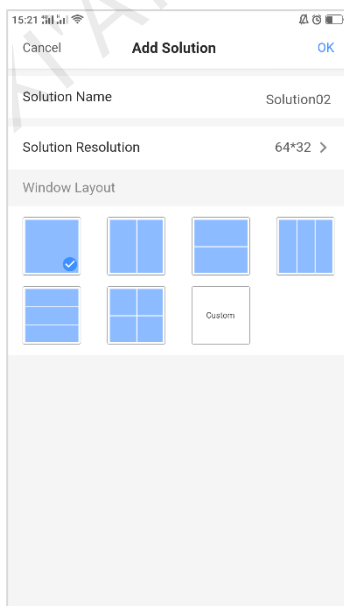 15:21
Cancel Add Solution OK
Solution Name Solution02
Solution Resolution 64*32 >
Window Layout
Custom